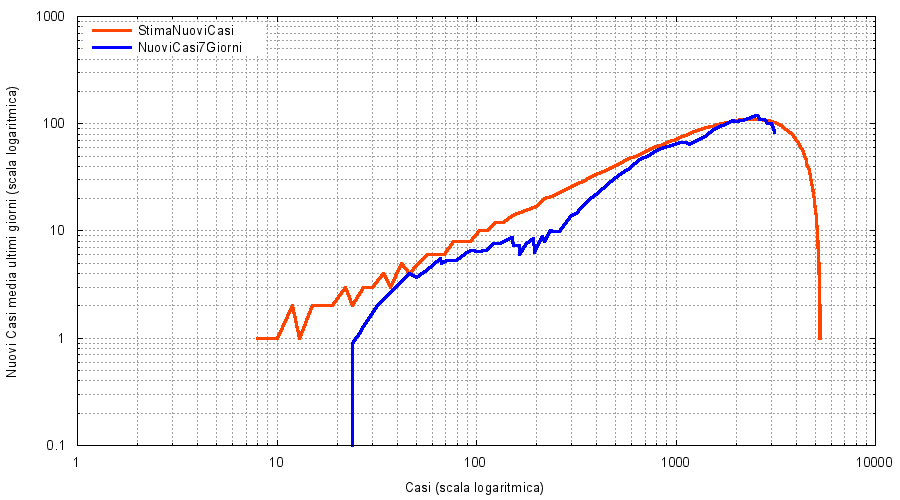 1000
StimaNuoviCasi
NuoviCasi7Giorni
100
10
1
0.1
Nuovi Casi media ultimi giorni (scala logaritmica)
1 10 100 1000 10000
Casi (scala logaritmica)